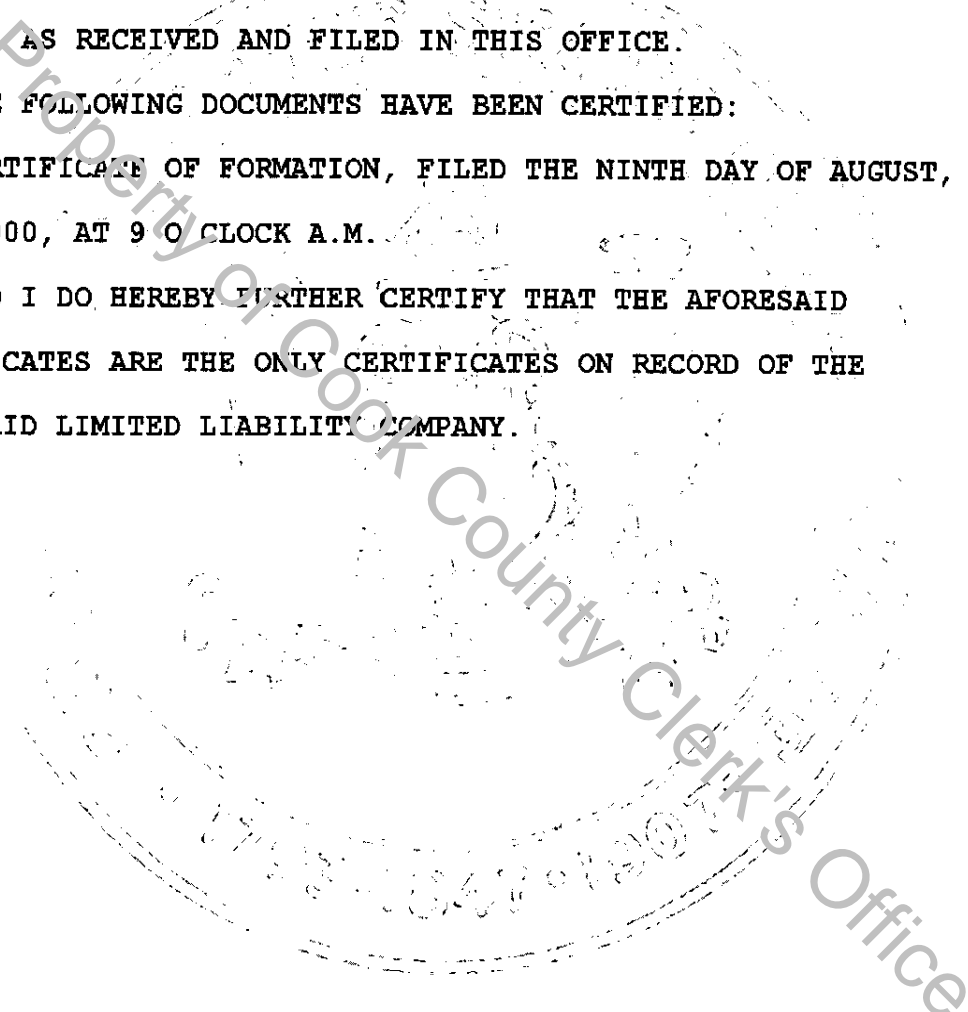 AS RECEIVED AND FILED IN THIS OFFICE.
FOLLOWING DOCUMENTS HAVE BEEN CERTIFIED:
RTIFICATE OF FORMATION, FILED THE NINTH DAY OF AUGUST,
00, AT 9 O CLOCK A.M.
I DO HEREBY FURTHER CERTIFY THAT THE AFORESAID
CATES ARE THE ONLY CERTIFICATES ON RECORD OF THE
ID LIMITED LIABILITY COMPANY.
Property of Cook County Clerk's Office